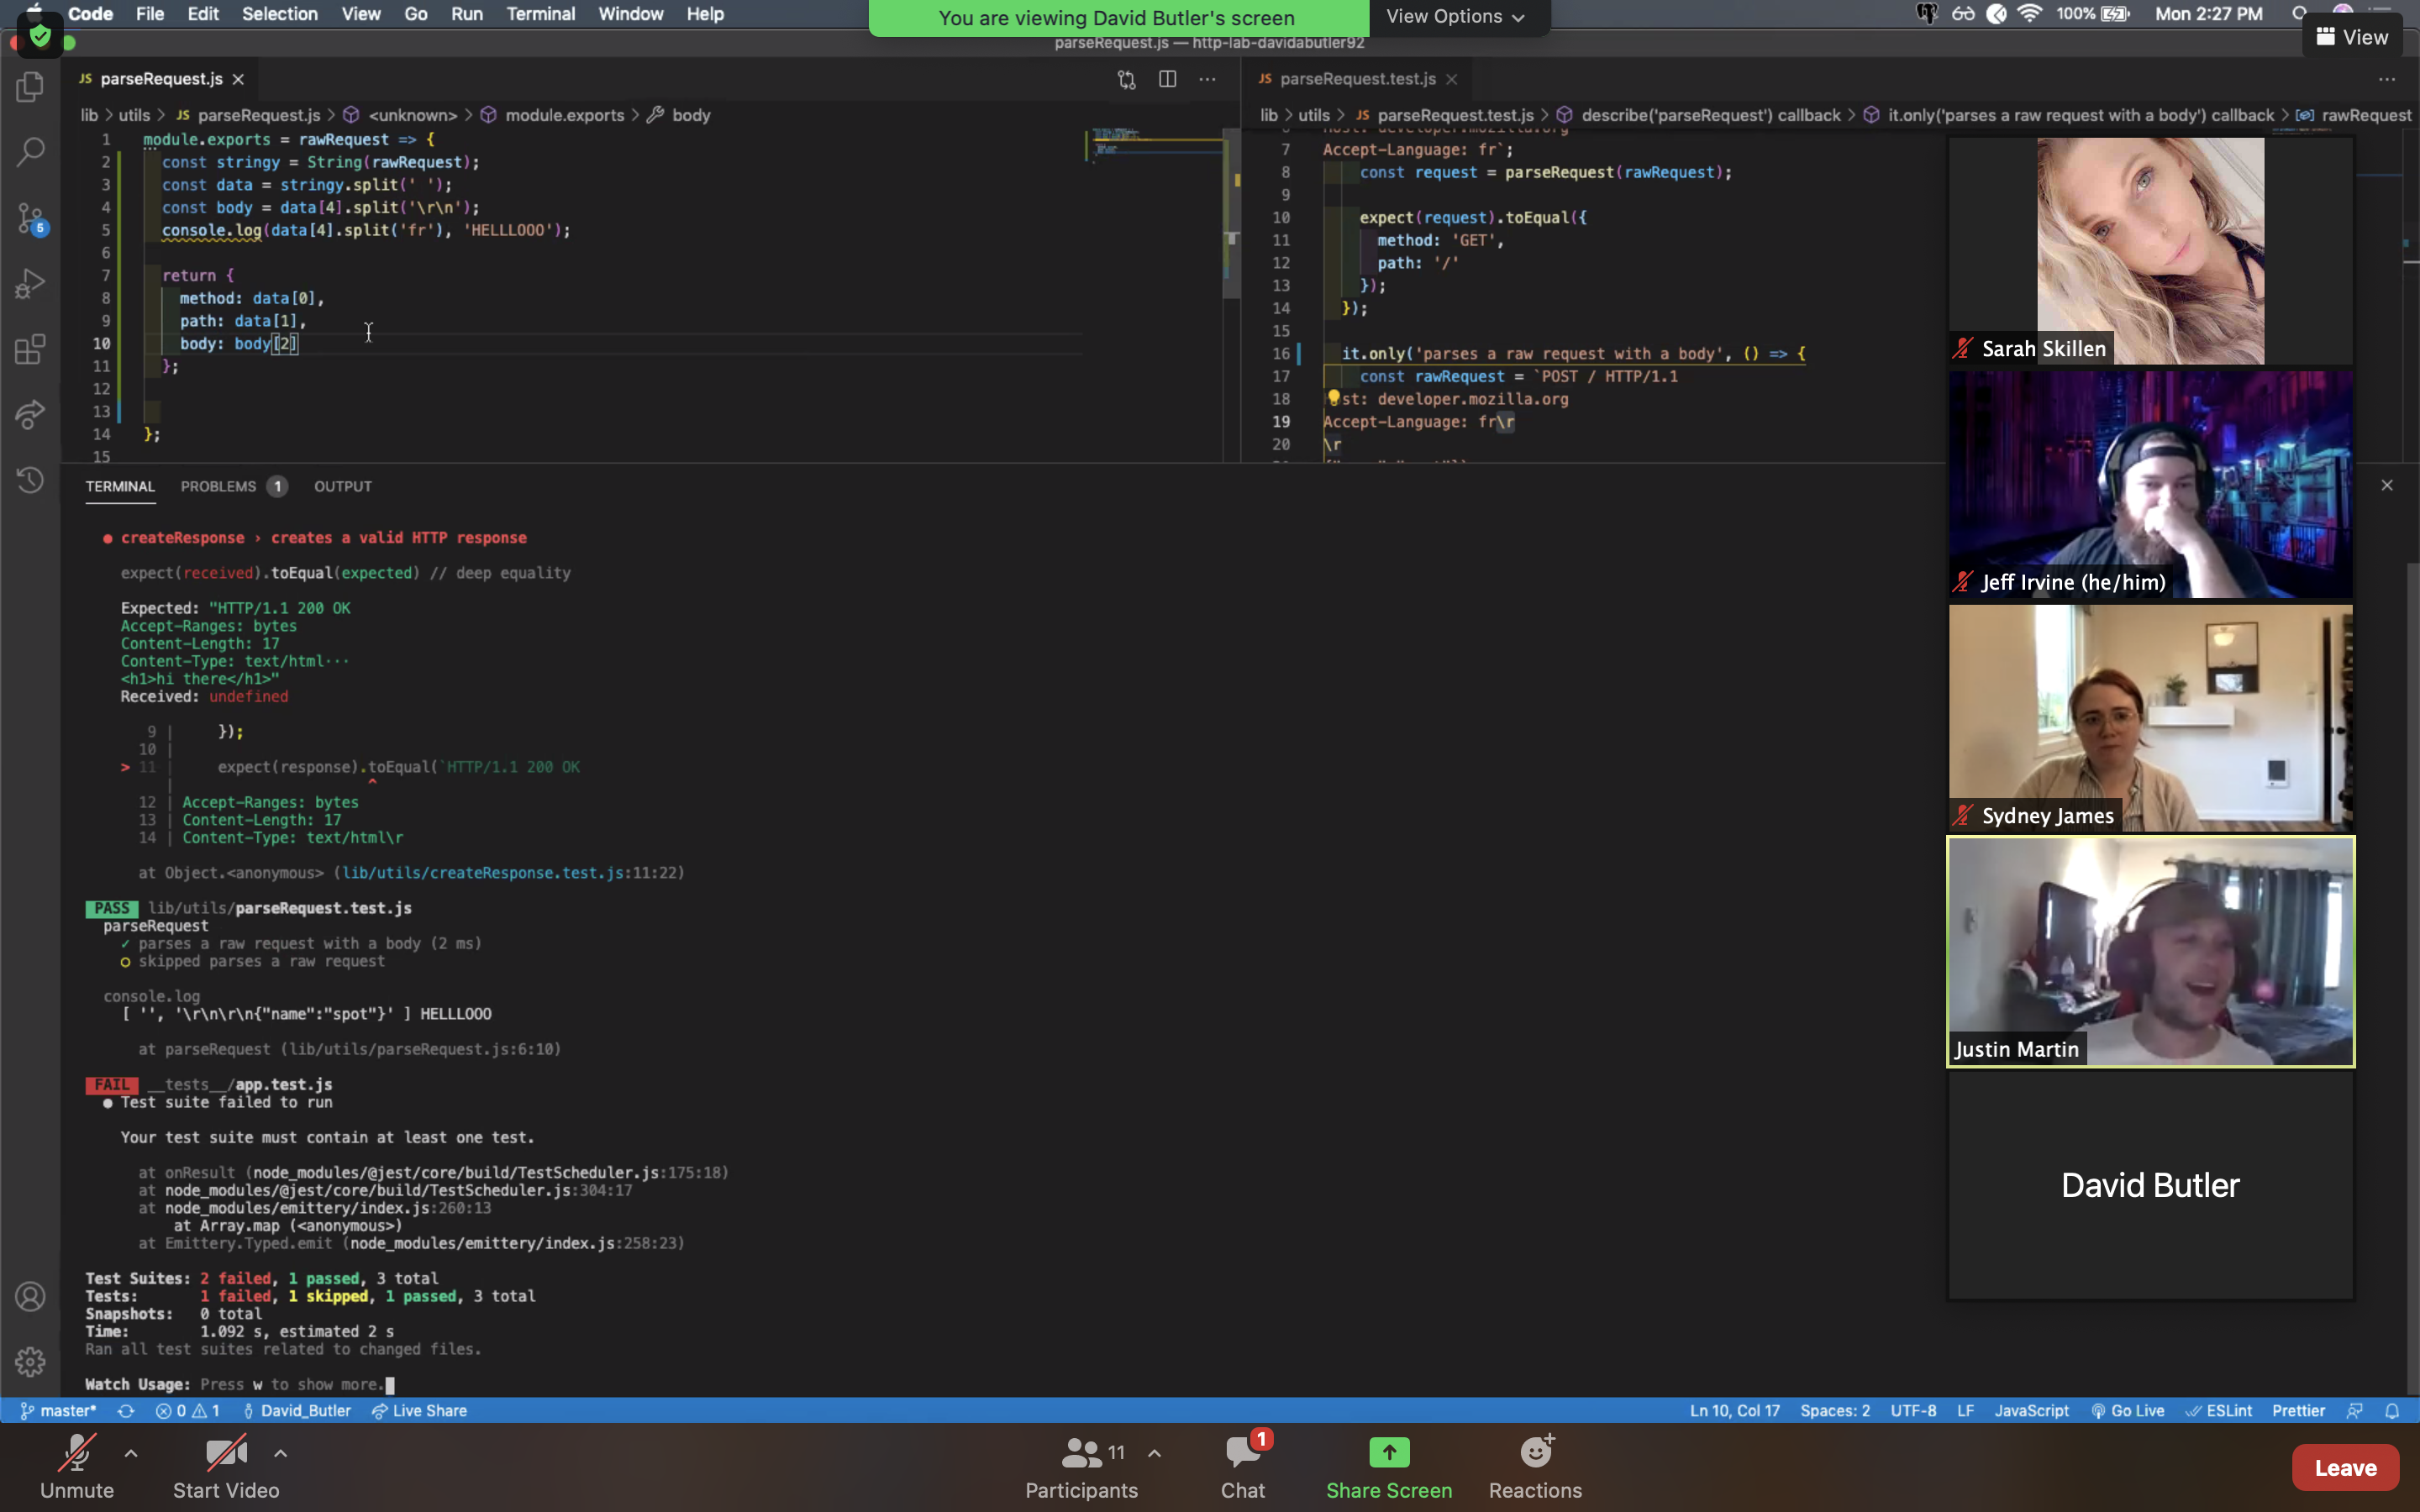 Code File Edit Selection View Go Run Terminal Window Help
You are viewing David Butler's screen View Options
100% Mon 2:27 PM
parseRequest.js — http-lab-davidabutler92
View
JS parseRequest.js
lib > utils > JS parseRequest.js > <unknown> > module.exports > body
1 module.exports = rawRequest => {
2 const stringy = String(rawRequest);
3 const data = stringy.split(' ');
4 const body = data[4].split('\r\n');
5 console.log(data[4].split('fr'), 'HELLLOOO');
6
7 return {
8 method: data[0],
9 path: data[1],
10 body: body[2]
11 };
12
13
14 };
15
JS parseRequest.test.js
lib > utils > JS parseRequest.test.js > describe('parseRequest') callback > it.only('parses a raw request with a body') callback > rawRequest
7 Accept-Language: fr`;
8 const request = parseRequest(rawRequest);
9
10 expect(request).toEqual({
11 method: 'GET',
12 path: '/'
13 });
14 });
15
16 it.only('parses a raw request with a body', () => {
17 const rawRequest = `POST / HTTP/1.1
18 st: developer.mozilla.org
19 Accept-Language: fr\r
20 \r
TERMINAL PROBLEMS 1 OUTPUT
● createResponse › creates a valid HTTP response
expect(received).toEqual(expected) // deep equality
Expected: "HTTP/1.1 200 OK
Accept-Ranges: bytes
Content-Length: 17
Content-Type: text/html···
<h1>hi there</h1>"
Received: undefined
9 | });
10 |
> 11 | expect(response).toEqual(`HTTP/1.1 200 OK
| ^
12 | Accept-Ranges: bytes
13 | Content-Length: 17
14 | Content-Type: text/html\r
at Object.<anonymous> (lib/utils/createResponse.test.js:11:22)
PASS lib/utils/parseRequest.test.js
parseRequest
✓ parses a raw request with a body (2 ms)
○ skipped parses a raw request
console.log
[ '', '\r\n\r\n{"name":"spot"}' ] HELLLOOO
at parseRequest (lib/utils/parseRequest.js:6:10)
FAIL __tests__/app.test.js
● Test suite failed to run
Your test suite must contain at least one test.
at onResult (node_modules/@jest/core/build/TestScheduler.js:175:18)
at node_modules/@jest/core/build/TestScheduler.js:304:17
at node_modules/emittery/index.js:260:13
at Array.map (<anonymous>)
at Emittery.Typed.emit (node_modules/emittery/index.js:258:23)
Test Suites: 2 failed, 1 passed, 3 total
Tests: 1 failed, 1 skipped, 1 passed, 3 total
Snapshots: 0 total
Time: 1.092 s, estimated 2 s
Ran all test suites related to changed files.
Watch Usage: Press w to show more.
Sarah Skillen
Jeff Irvine (he/him)
Sydney James
Justin Martin
David Butler
5
master* 0 1 David_Butler Live Share
Ln 10, Col 17 Spaces: 2 UTF-8 LF JavaScript Go Live ESLint Prettier
Unmute
Start Video
11
Participants
1
Chat
Share Screen
Reactions
Leave